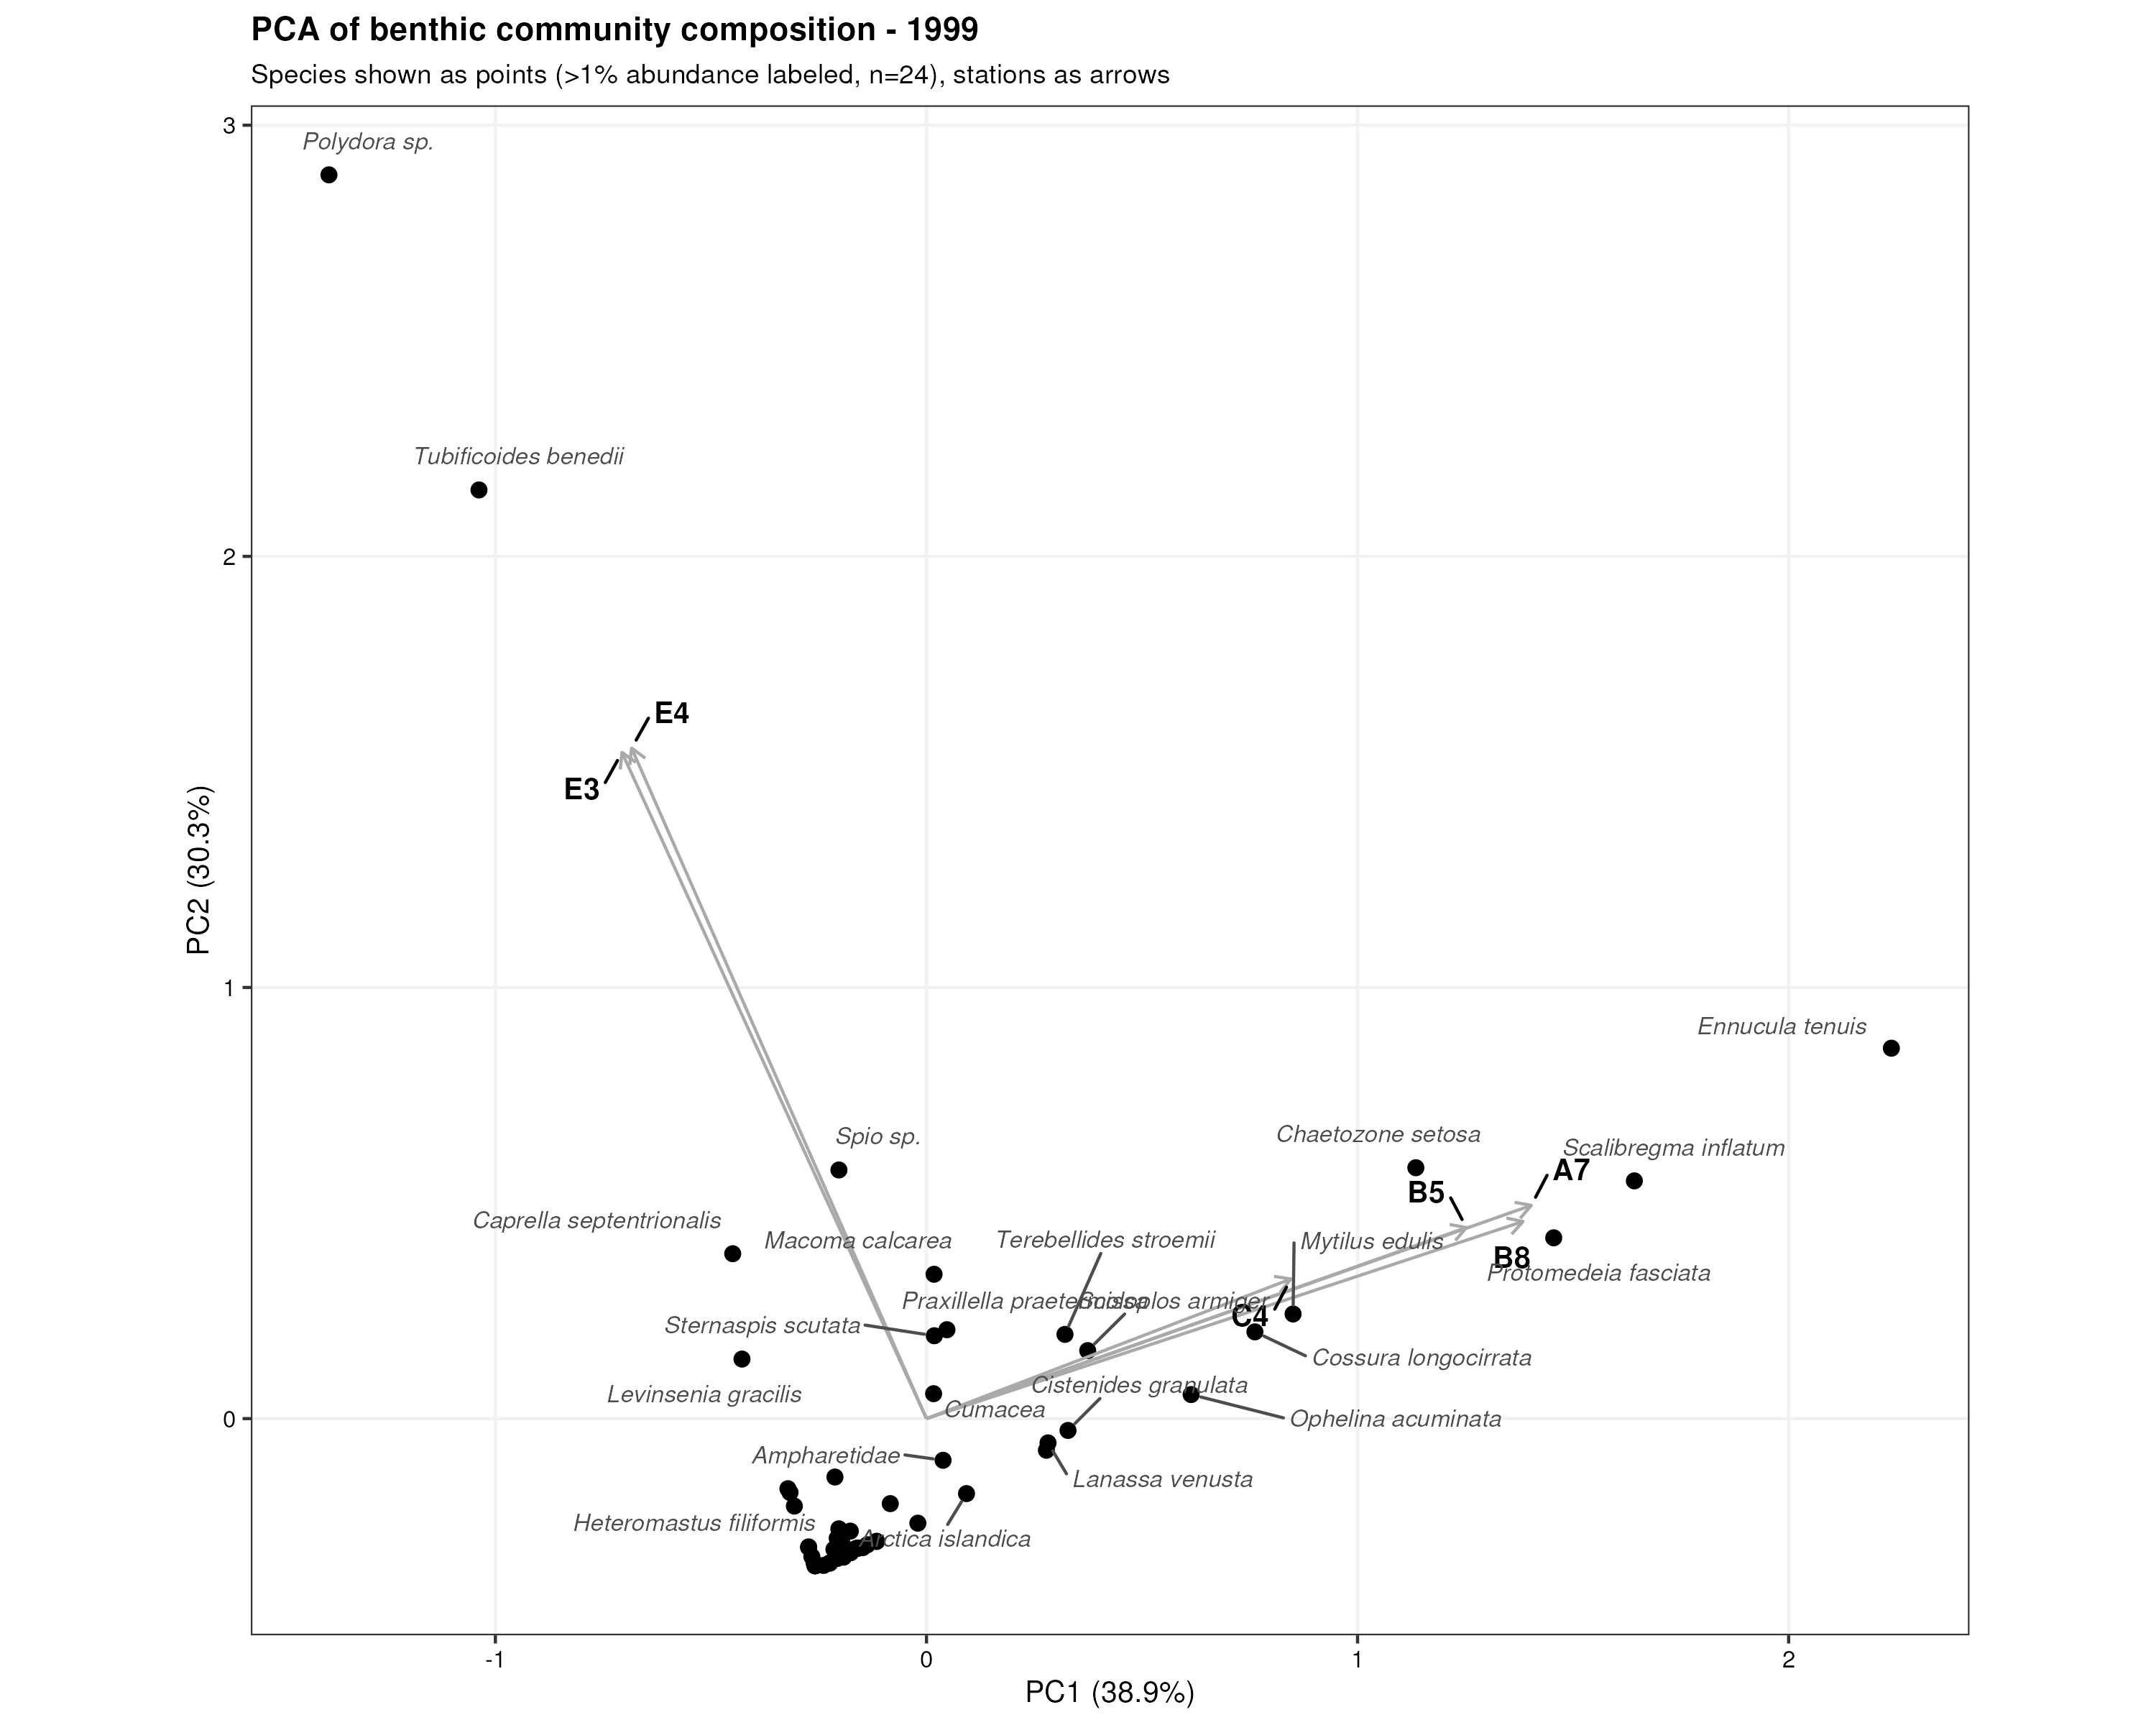 PCA of benthic community composition - 1999
Species shown as points (>1% abundance labeled, n=24), stations as arrows
3
Polydora sp.
Tubificoides benedii
2
E4
E3
PC2 (30.3%)
1
Ennucula tenuis
Spio sp.
Chaetozone setosa
Scalibregma inflatum
A7
B5
Caprella septentrionalis
Macoma calcarea
Terebellides stroemii
Mytilus edulis
B8
Protomedeia fasciata
Praxillella praetermissa
Scoloplos armiger
C4
Sternaspis scutata
Cossura longocirrata
Levinsenia gracilis
Cistenides granulata
Cumacea
0
Ophelina acuminata
Ampharetidae
Lanassa venusta
Heteromastus filiformis
Arctica islandica
-1
0
1
2
PC1 (38.9%)